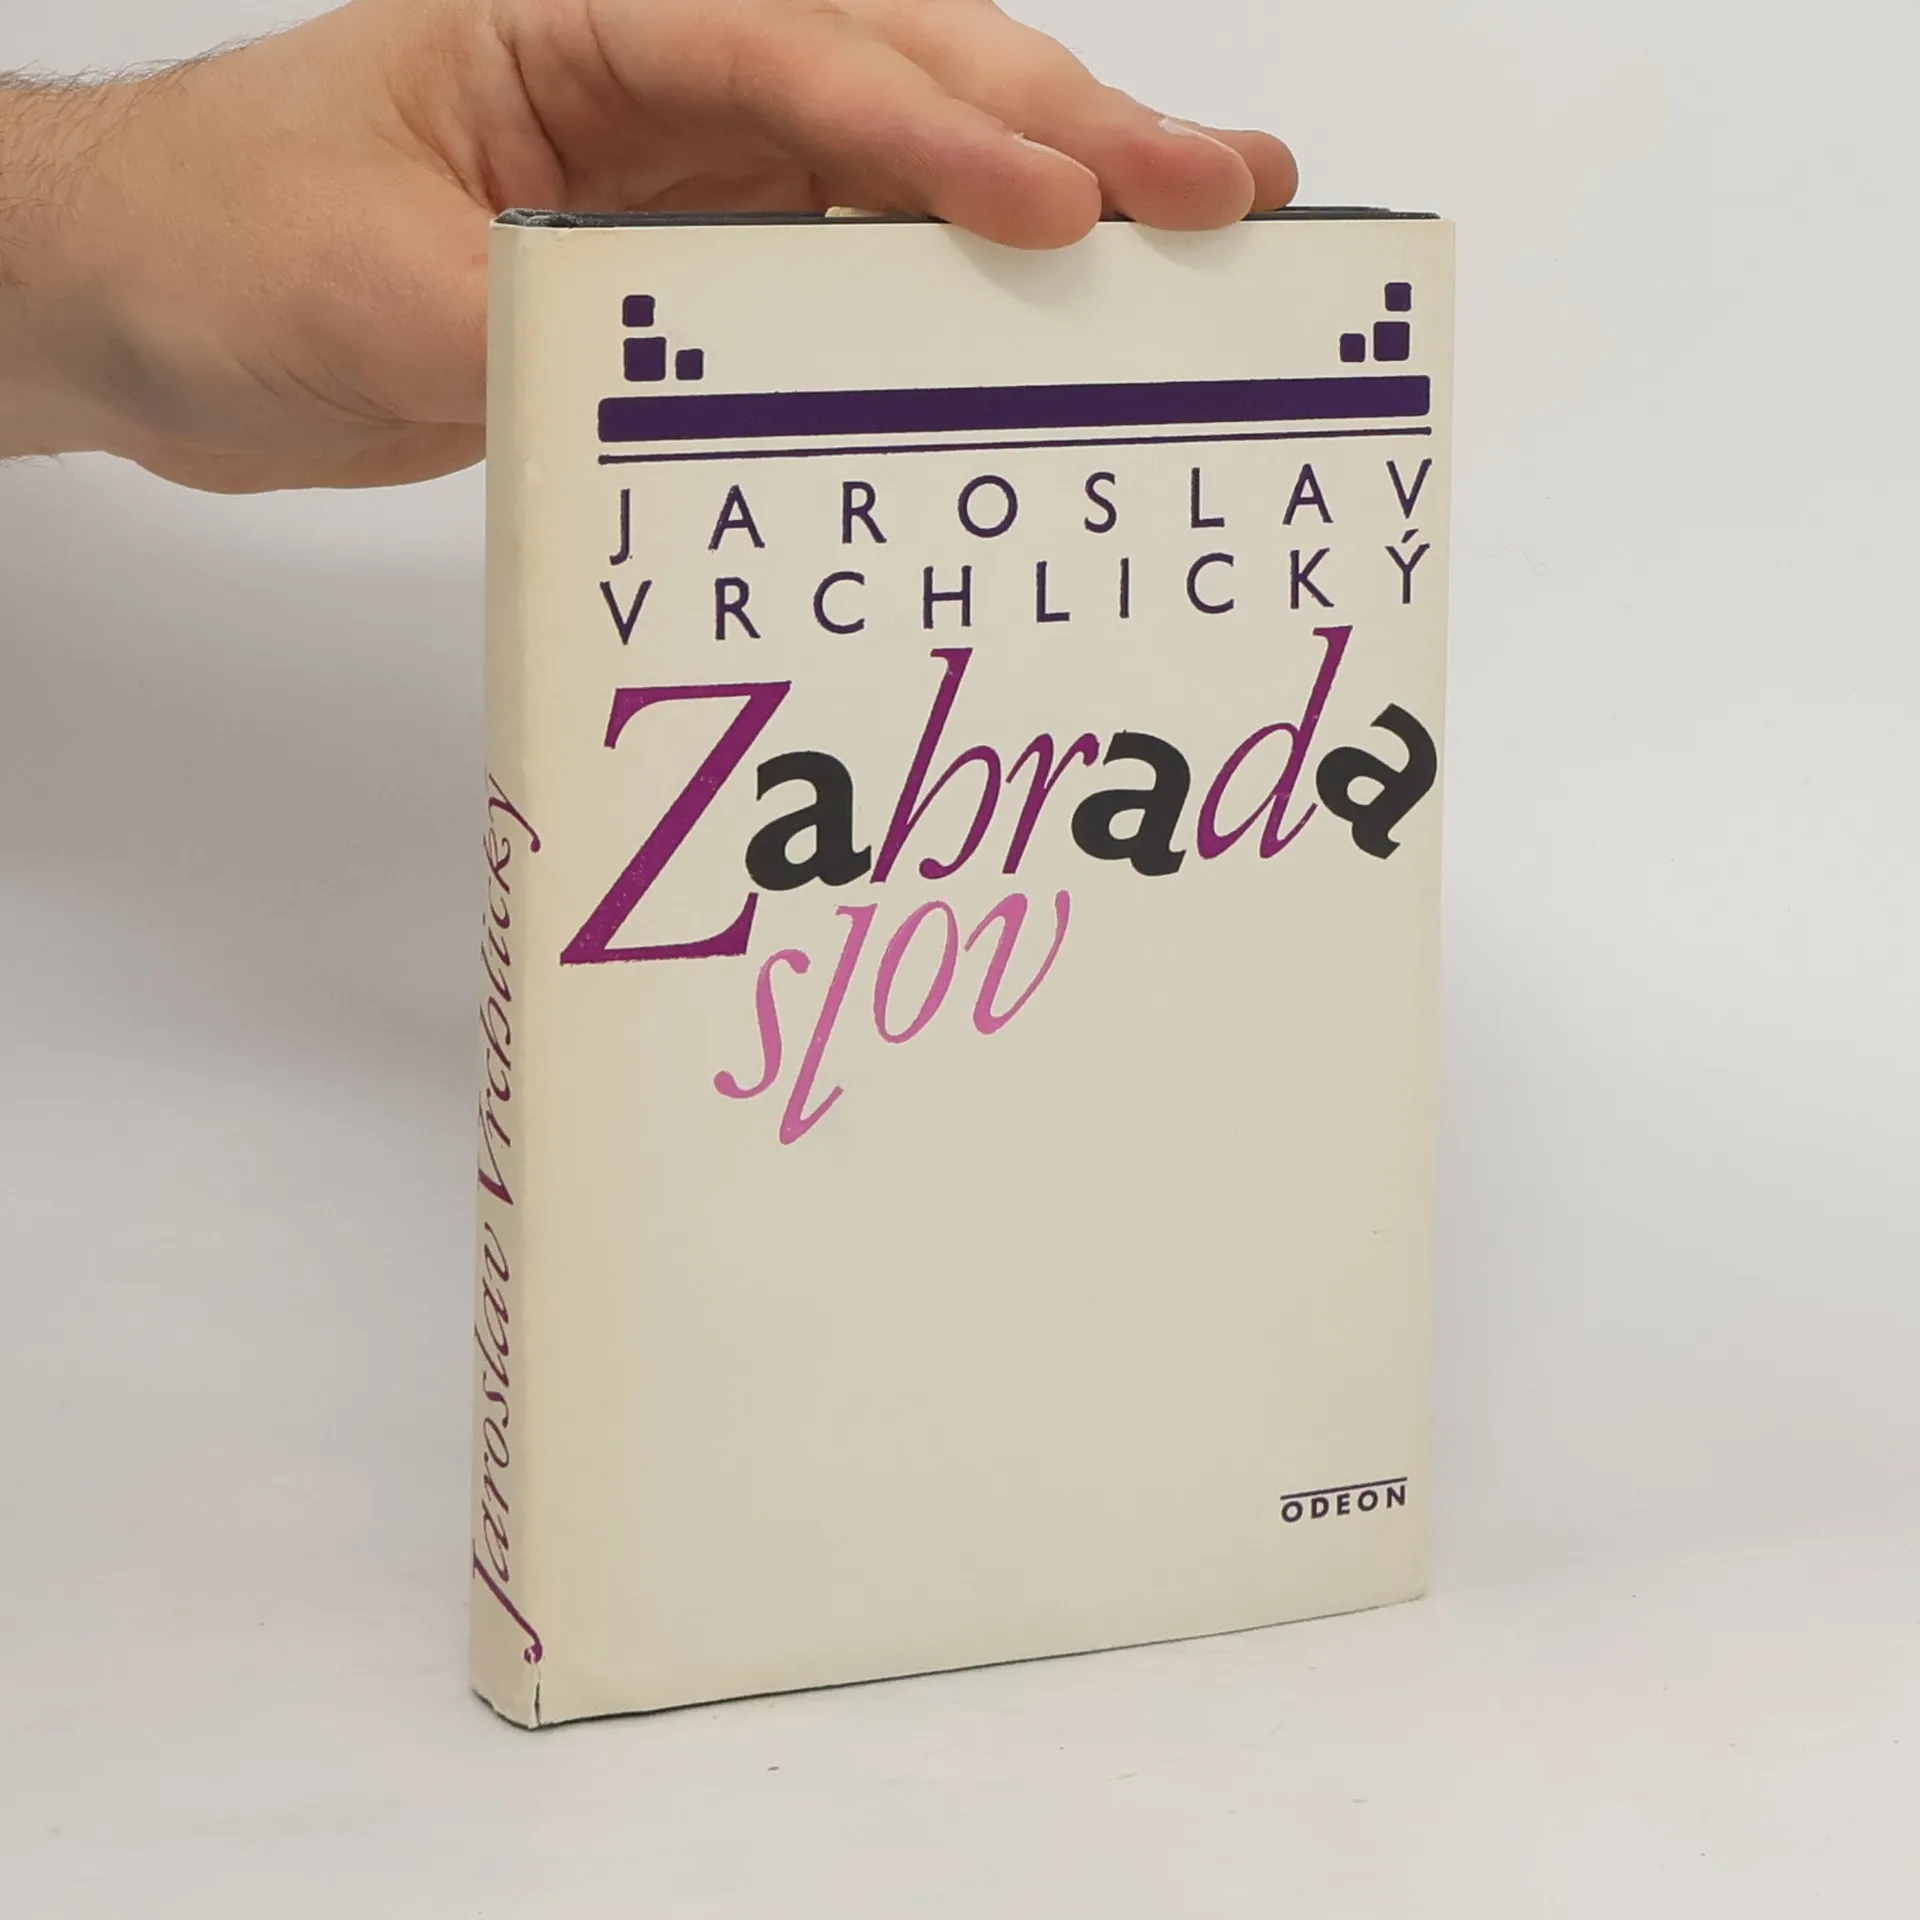 JAROSLAV
VRCHLICKÝ
Zahrada
slov
ODEON
Jaroslav Vrchlický